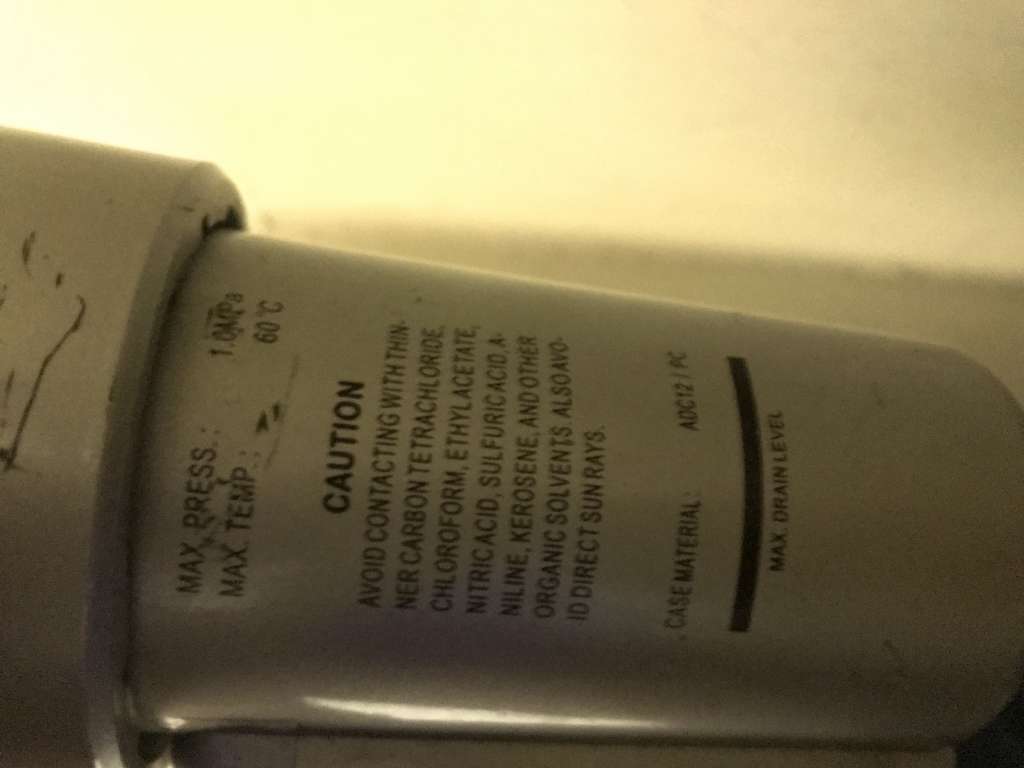 MAX. PRESS.: 1.0MPa
MAX. TEMP.: 60℃
CAUTION
AVOID CONTACTING WITH THIN-
NER CARBON TETRACHLORIDE,
CHLOROFORM, ETHYLACETATE,
NITRIC ACID, SULFURIC ACID, A-
NILINE, KEROSENE, AND OTHER
ORGANIC SOLVENTS. ALSO AVO-
ID DIRECT SUN RAYS.
CASE MATERIAL: ADC12 / PC
MAX. DRAIN LEVEL